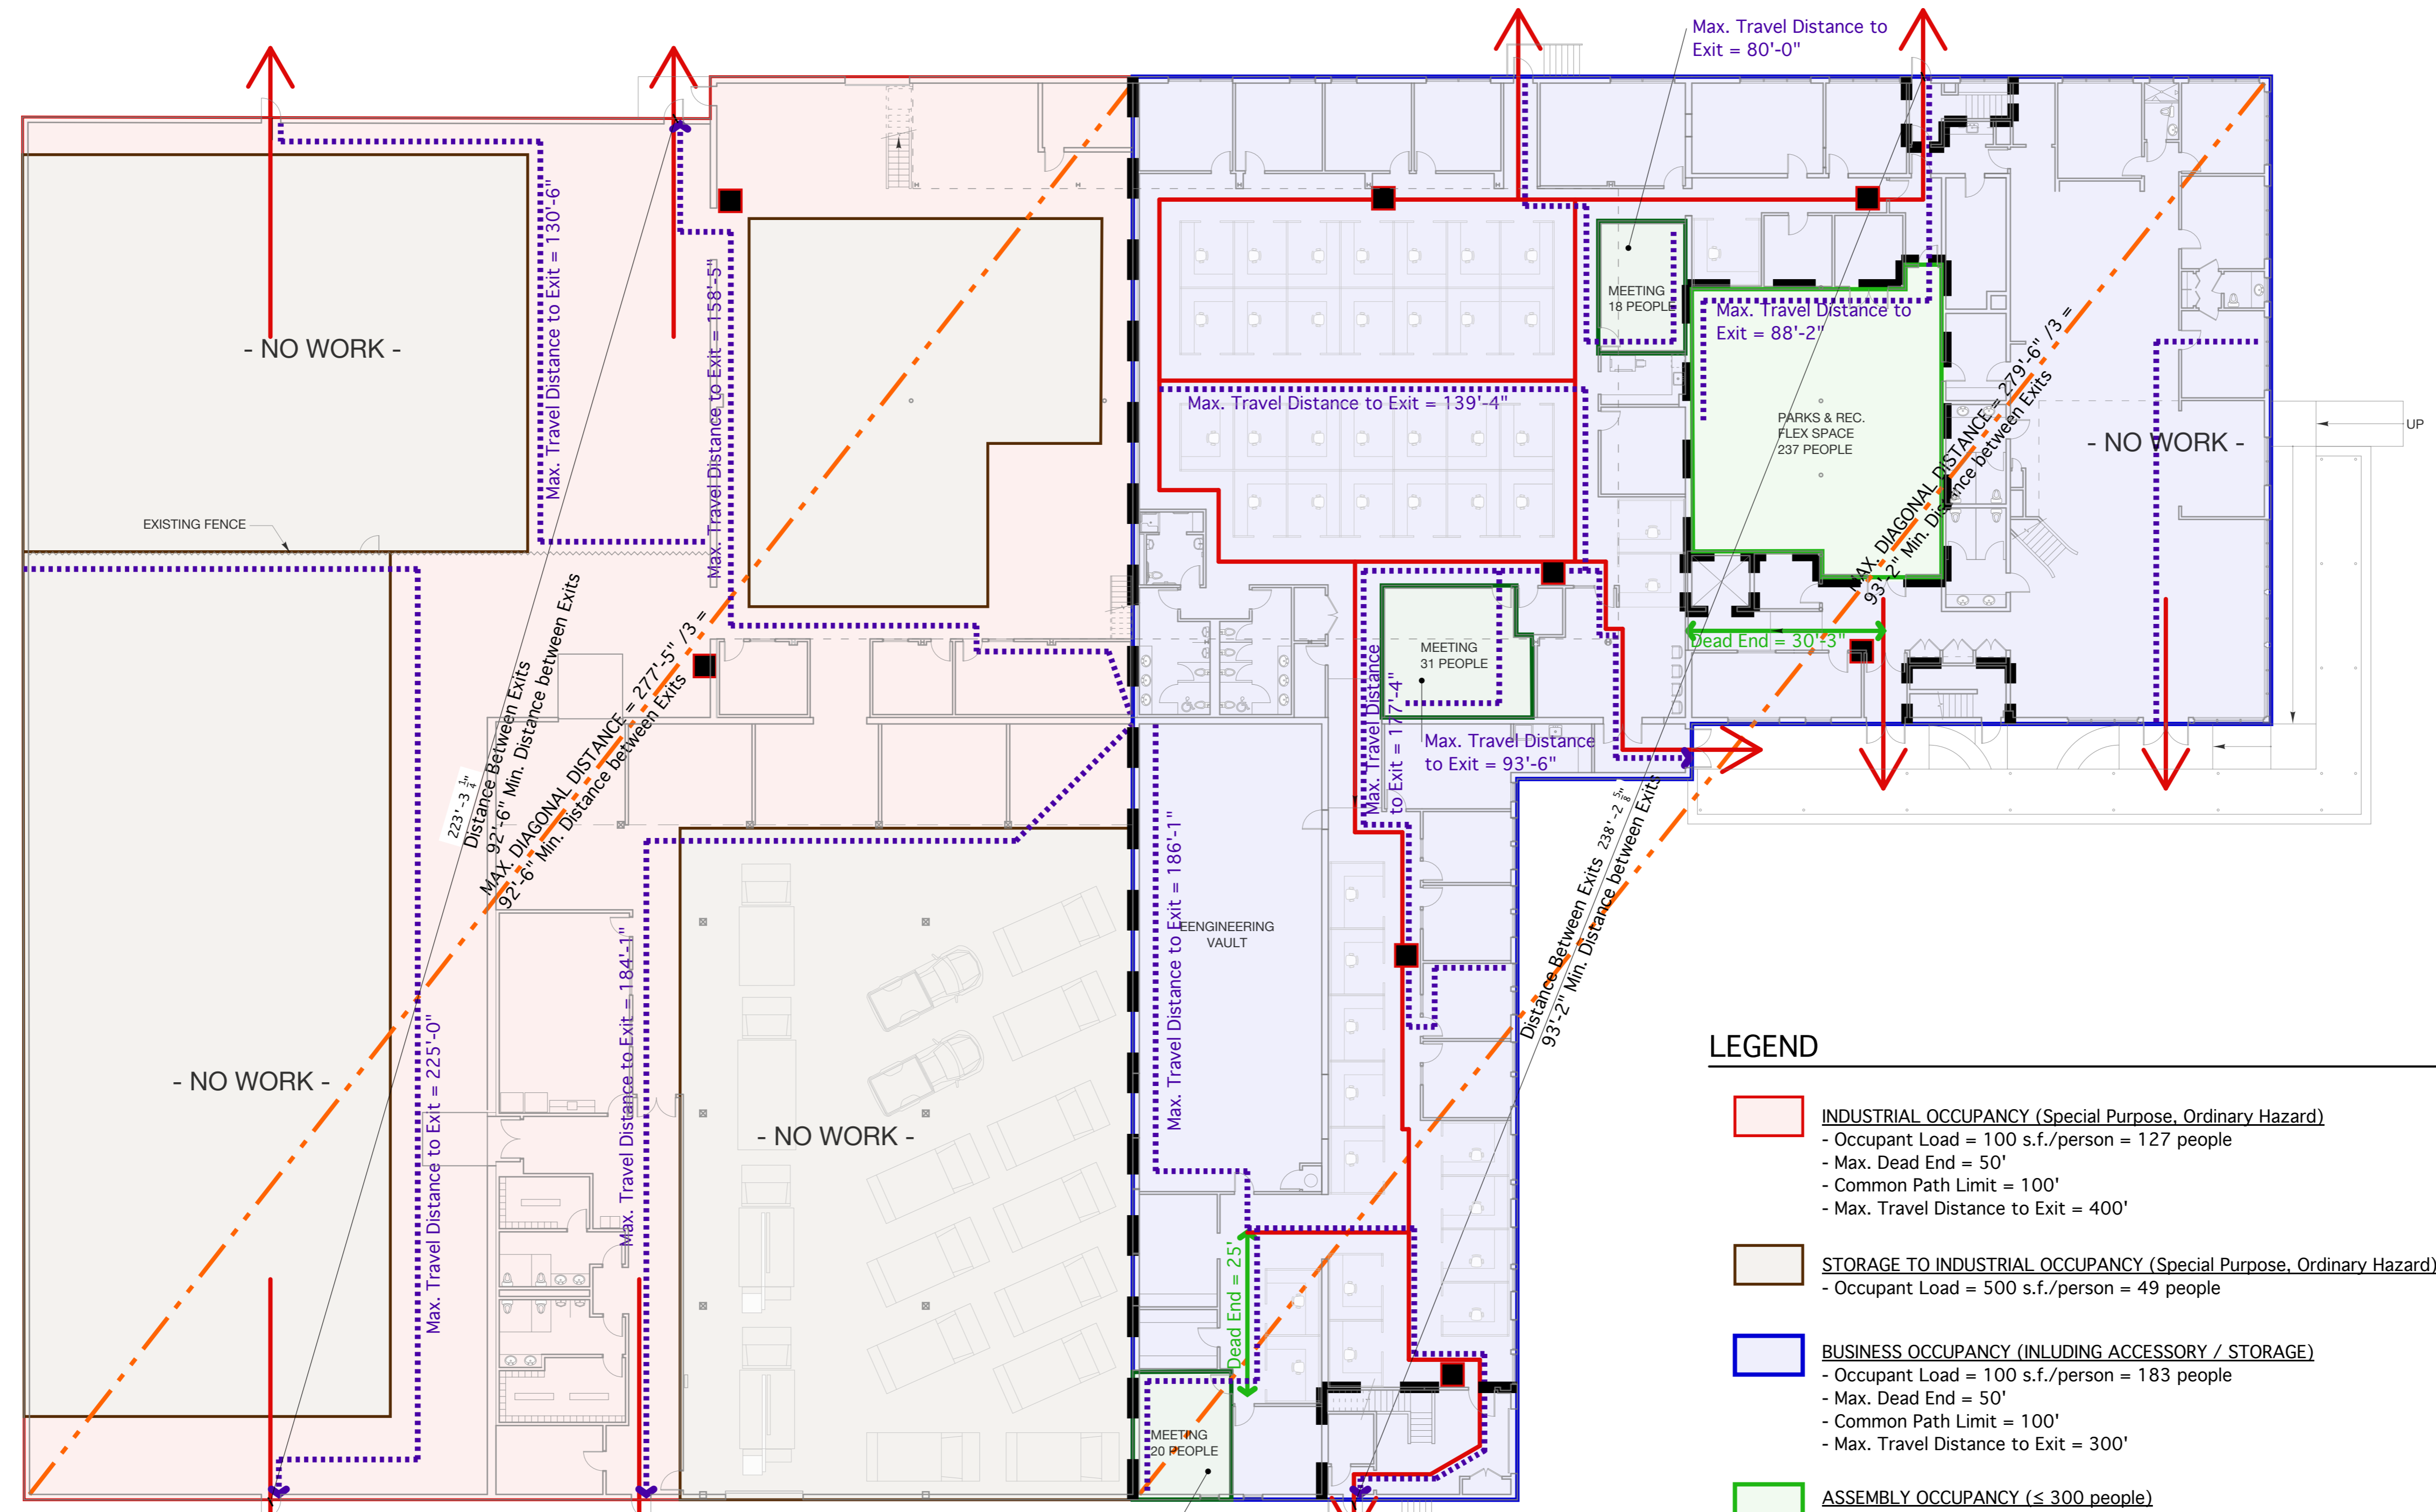 Max. Travel Distance to
Exit = 80'-0"
Max. Travel Distance to Exit = 130'-6"
Max. Travel Distance to Exit = 158'-5"
- NO WORK -
MEETING
18 PEOPLE
Max. Travel Distance to
Exit = 88'-2"
Max. Travel Distance to Exit = 139'-4"
PARKS & REC.
FLEX SPACE
237 PEOPLE
MAX. DIAGONAL DISTANCE = 279'-6" /3 =
93'-2" Min. Distance between Exits
- NO WORK -
UP
EXISTING FENCE
223'-3 1/4"
Distance Between Exits
92'-6" Min. Distance between Exits
MAX. DIAGONAL DISTANCE = 277'-5" /3 =
92'-6" Min. Distance between Exits
MEETING
31 PEOPLE
Dead End = 30'-3"
Max. Travel Distance
to Exit = 177'-4"
Max. Travel Distance
to Exit = 93'-6"
Distance Between Exits 238'-2 5/8"
93'-2" Min. Distance between Exits
Max. Travel Distance to Exit = 186'-1"
EENGINEERING
VAULT
Max. Travel Distance to Exit = 184'-1"
Max. Travel Distance to Exit = 225'-0"
- NO WORK -
- NO WORK -
Dead End = 25'
MEETING
20 PEOPLE
LEGEND
INDUSTRIAL OCCUPANCY (Special Purpose, Ordinary Hazard)
- Occupant Load = 100 s.f./person = 127 people
- Max. Dead End = 50'
- Common Path Limit = 100'
- Max. Travel Distance to Exit = 400'
STORAGE TO INDUSTRIAL OCCUPANCY (Special Purpose, Ordinary Hazard)
- Occupant Load = 500 s.f./person = 49 people
BUSINESS OCCUPANCY (INLUDING ACCESSORY / STORAGE)
- Occupant Load = 100 s.f./person = 183 people
- Max. Dead End = 50'
- Common Path Limit = 100'
- Max. Travel Distance to Exit = 300'
ASSEMBLY OCCUPANCY (≤ 300 people)